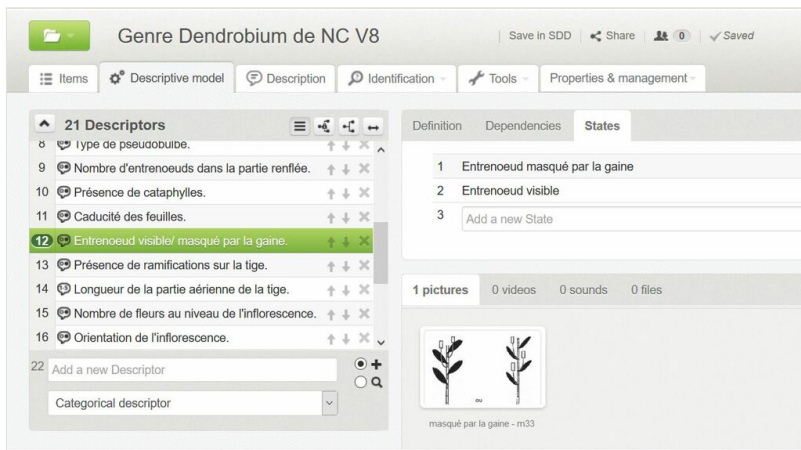 Genre Dendrobium de NC V8
Save in SDD
Share
0
Saved
Items
Descriptive model
Description
Identification
Tools
Properties & management
21 Descriptors
8 Type de pseudobulbe.
9 Nombre d'entrenoeuds dans la partie renflée.
10 Présence de cataphylles.
11 Caducité des feuilles.
12 Entrenoeud visible/ masqué par la gaine.
13 Présence de ramifications sur la tige.
14 Longueur de la partie aérienne de la tige.
15 Nombre de fleurs au niveau de l'inflorescence.
16 Orientation de l'inflorescence.
22 Add a new Descriptor
Categorical descriptor
Definition
Dependencies
States
1 Entrenoeud masqué par la gaine
2 Entrenoeud visible
3 Add a new State
1 pictures
0 videos
0 sounds
0 files
ou
masqué par la gaine - m33